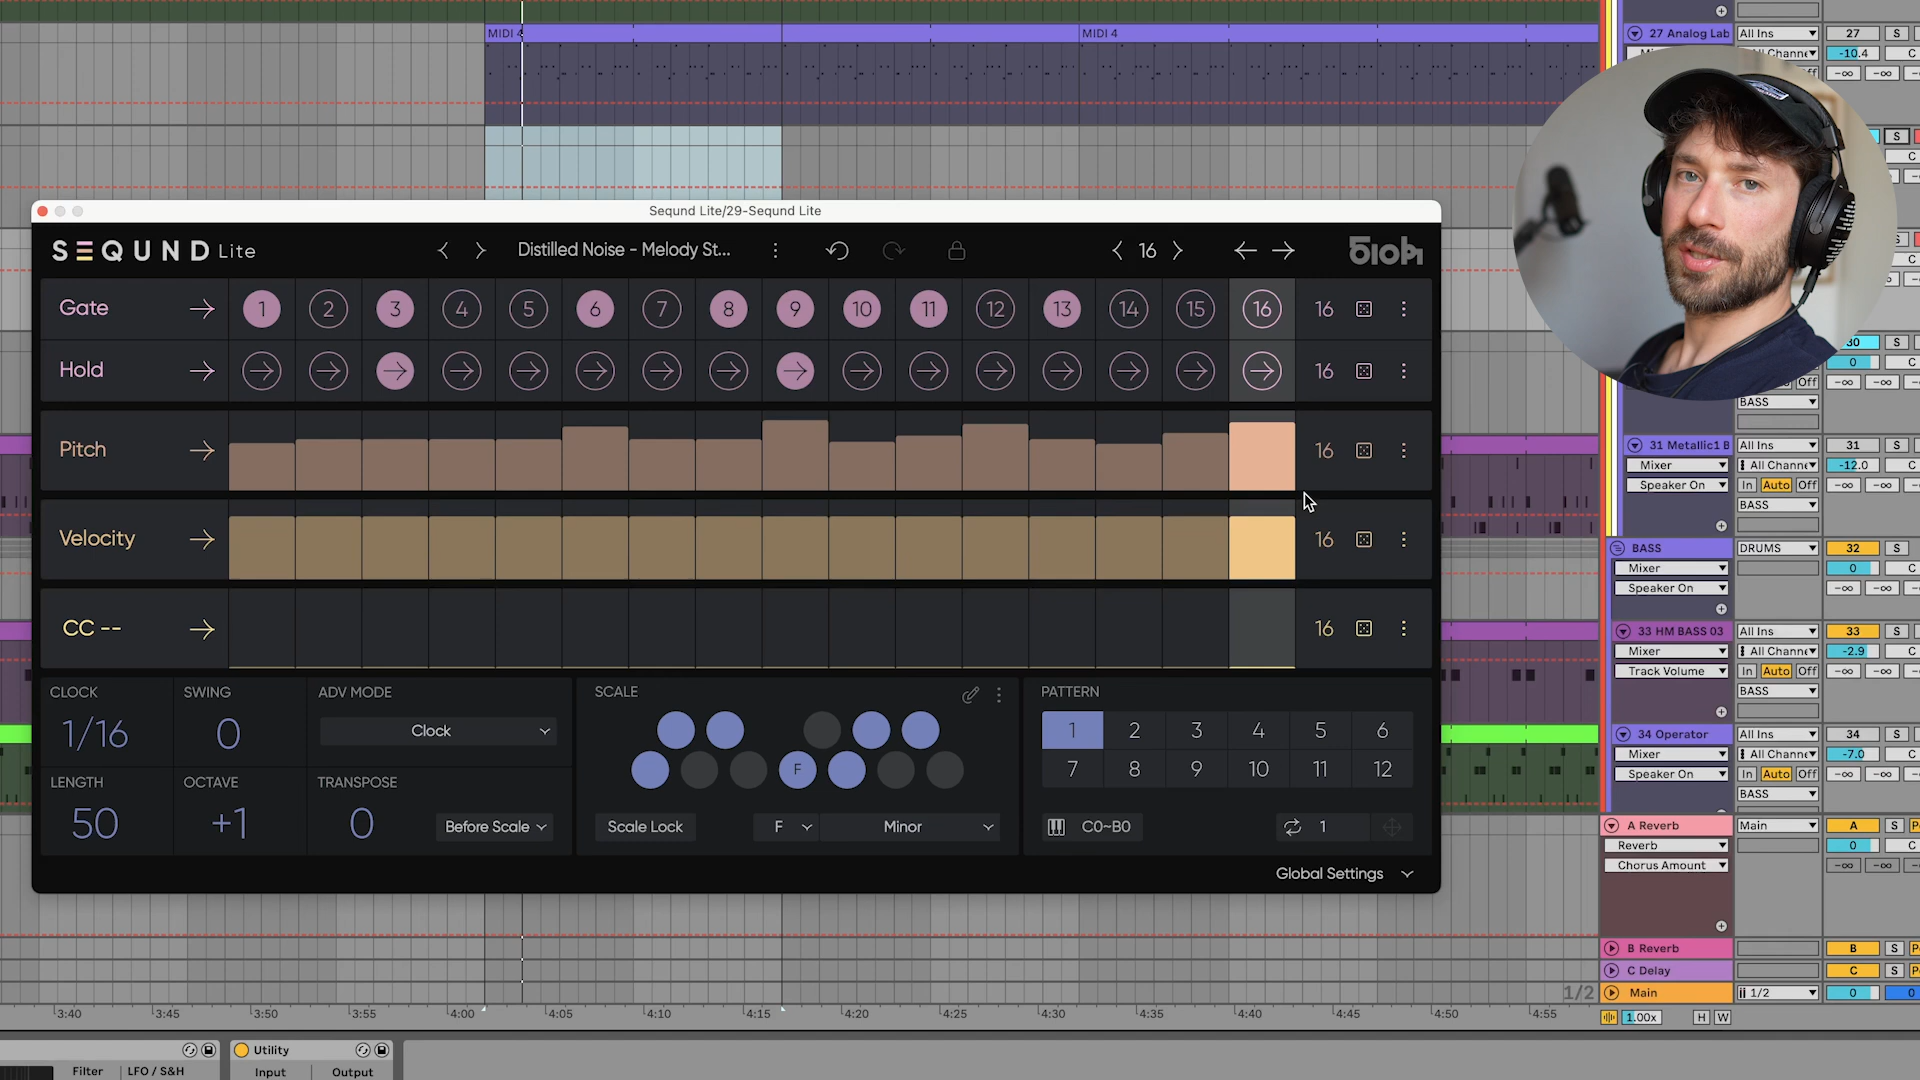 MIDI 4
MIDI 4
27 Analog Lab
All Ins
27
S
-10.4
C
Seqund Lite/29-Seqund Lite
SEQUND Lite
Distilled Noise - Melody St...
16
blob
Gate
1
2
3
4
5
6
7
8
9
10
11
12
13
14
15
16
16
Hold
16
Pitch
16
Velocity
16
CC --
16
CLOCK
1/16
SWING
0
ADV MODE
Clock
LENGTH
50
OCTAVE
+1
TRANSPOSE
0
Before Scale
SCALE
F
Scale Lock
F
Minor
PATTERN
1
2
3
4
5
6
7
8
9
10
11
12
C0~B0
1
Global Settings
S
C
30
S
0
C
Off
BASS
31 Metallic1 B
All Ins
31
S
Mixer
All Channe
-12.0
C
Speaker On
In
Auto
Off
-∞
-∞
BASS
BASS
DRUMS
32
S
Mixer
0
C
Speaker On
-∞
-∞
33 HM BASS 03
All Ins
33
S
Mixer
All Channe
-2.9
C
Track Volume
In
Auto
Off
-∞
-∞
BASS
34 Operator
All Ins
34
S
Mixer
All Channe
-7.0
C
Speaker On
In
Auto
Off
-∞
-∞
BASS
A Reverb
Main
A
S
Reverb
0
C
Chorus Amount
-∞
-∞
B Reverb
B
S
C Delay
C
S
1/2
Main
1/2
0
0
3:40
3:45
3:50
3:55
4:00
4:05
4:10
4:15
4:20
4:25
4:30
4:35
4:40
4:45
4:50
4:55
1.00x
H
W
Utility
Filter
LFO / S&H
Input
Output